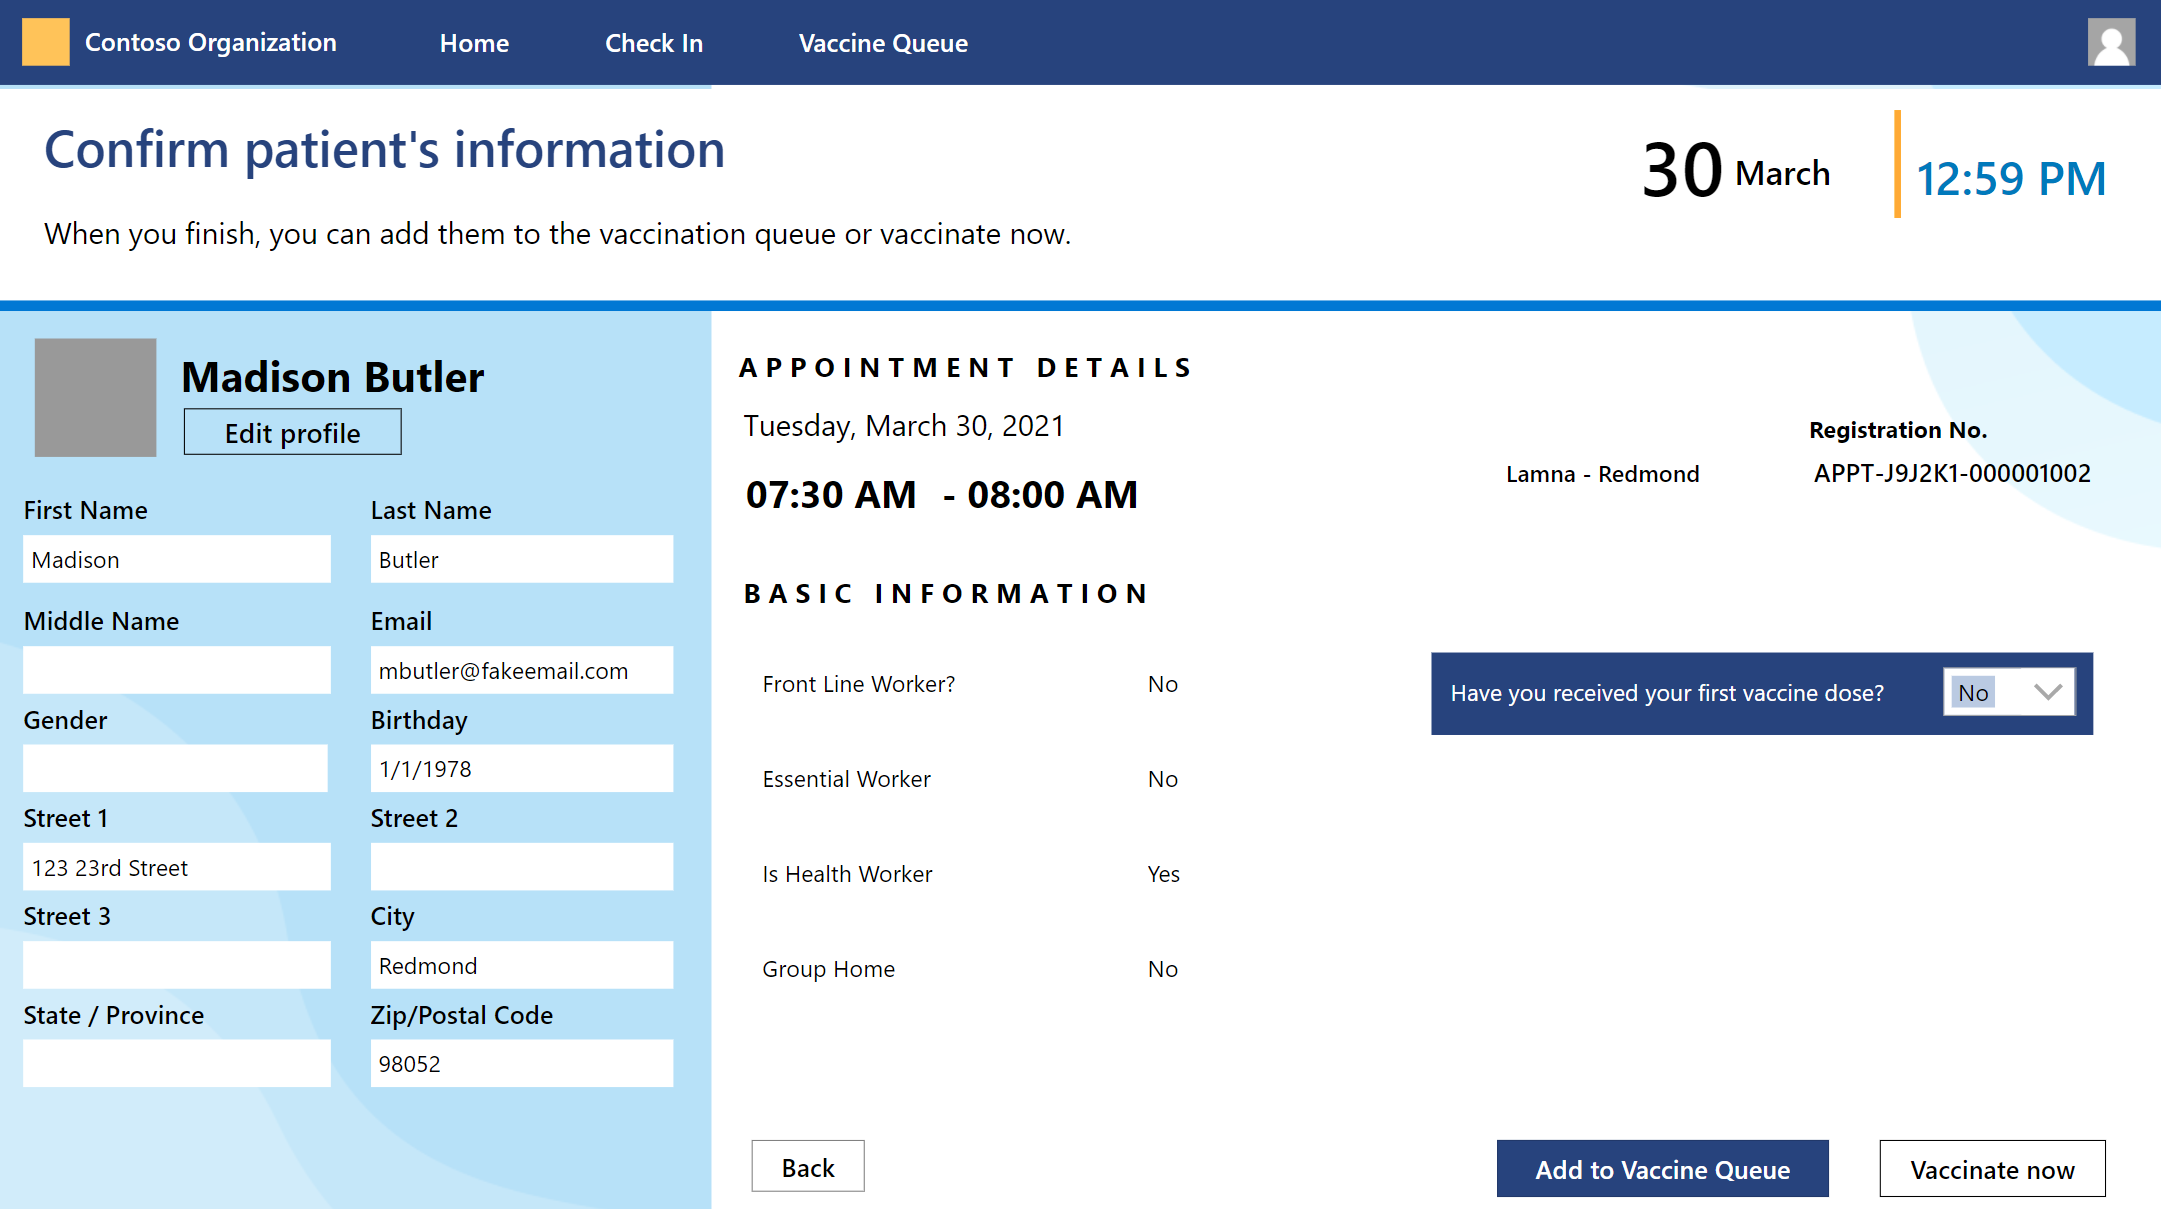 Contoso Organization Home Check In Vaccine Queue
Confirm patient's information
30 March 12:59 PM
When you finish, you can add them to the vaccination queue or vaccinate now.
Madison Butler
Edit profile
First Name Last Name
Madison Butler
Middle Name Email
mbutler@fakeemail.com
Gender Birthday
1/1/1978
Street 1 Street 2
123 23rd Street
Street 3 City
Redmond
State / Province Zip/Postal Code
98052
APPOINTMENT DETAILS
Tuesday, March 30, 2021
Registration No.
07:30 AM - 08:00 AM Lamna - Redmond APPT-J9J2K1-000001002
BASIC INFORMATION
Front Line Worker? No
Have you received your first vaccine dose? No
Essential Worker No
Is Health Worker Yes
Group Home No
Back Add to Vaccine Queue Vaccinate now